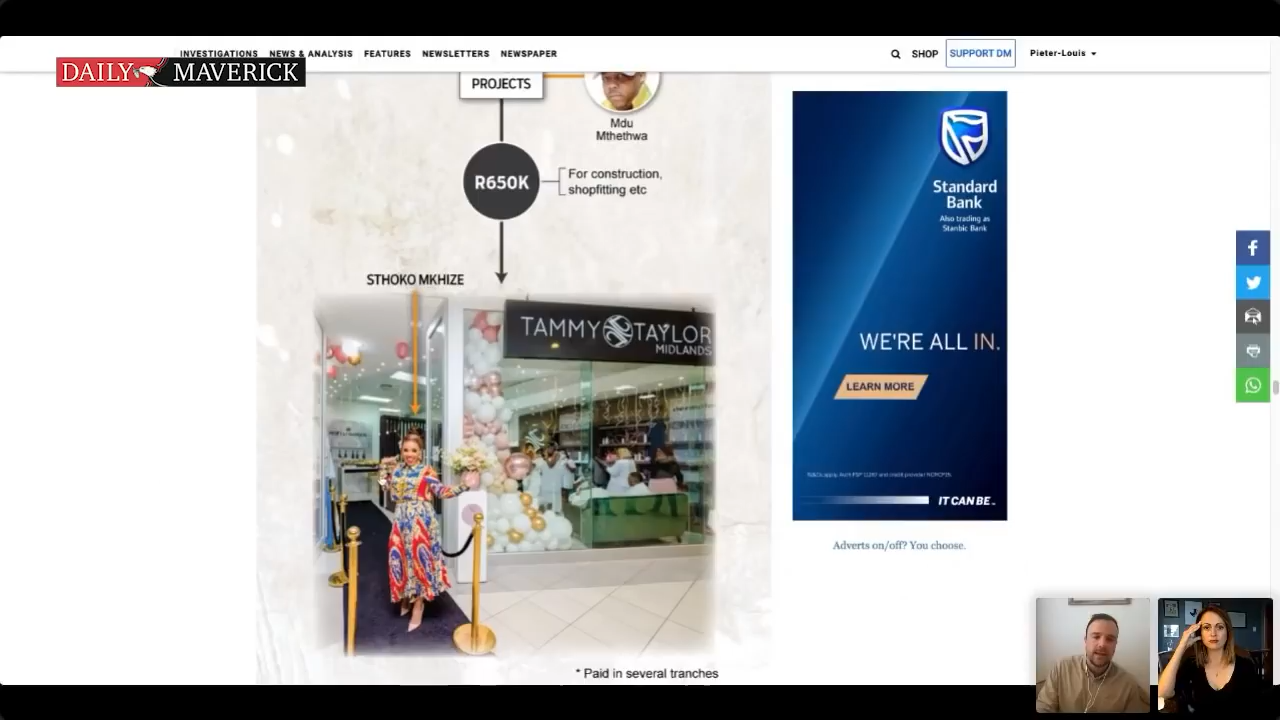 INVESTIGATIONS NEWS & ANALYSIS FEATURES NEWSLETTERS NEWSPAPER
SHOP SUPPORT DM Pieter-Louis
DAILY MAVERICK
PROJECTS
Mdu
Mthethwa
R650K
For construction,
shopfitting etc
STHOKO MKHIZE
TAMMY TAYLOR
MIDLANDS
* Paid in several tranches
Standard
Bank
Also trading as
Stanbic Bank
WE'RE ALL IN.
LEARN MORE
IT CAN BE
Adverts on/off? You choose.